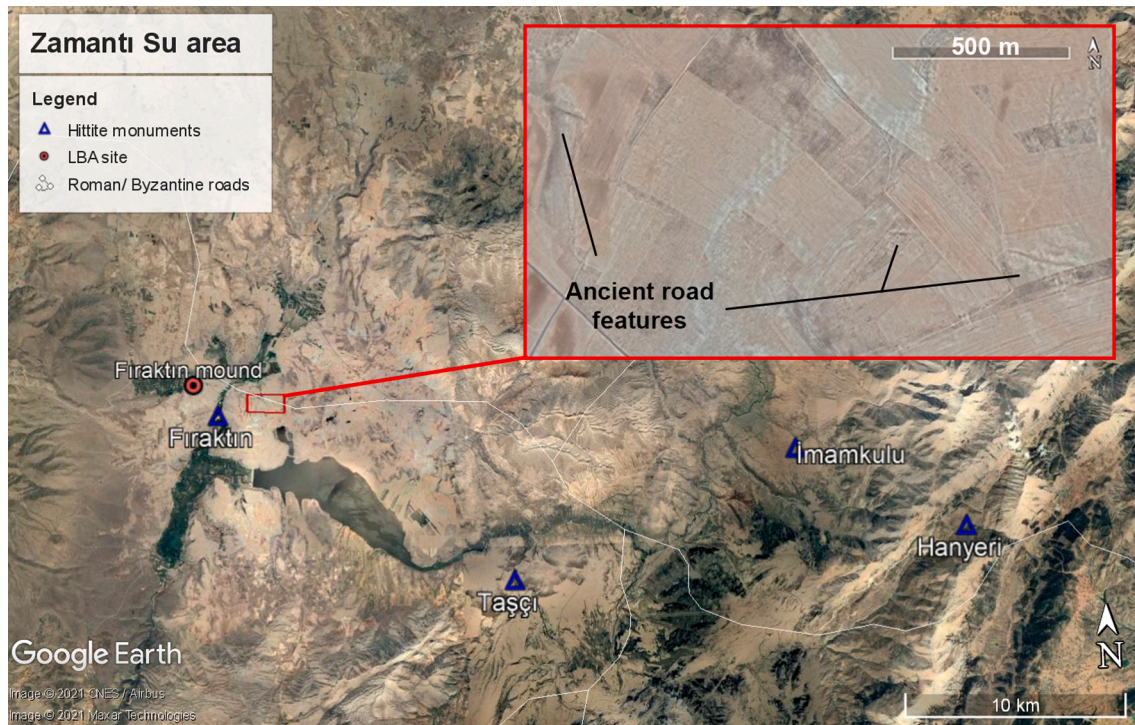 Zamantı Su area
Legend
Hittite monuments
LBA site
Roman/ Byzantine roads
500 m
N
Ancient road
features
Fıraktın mound
Fıraktın
İmamkulu
Hanyeri
Taşçı
N
10 km
Google Earth
Image © 2021 CNES / Airbus
Image © 2021 Maxar Technologies